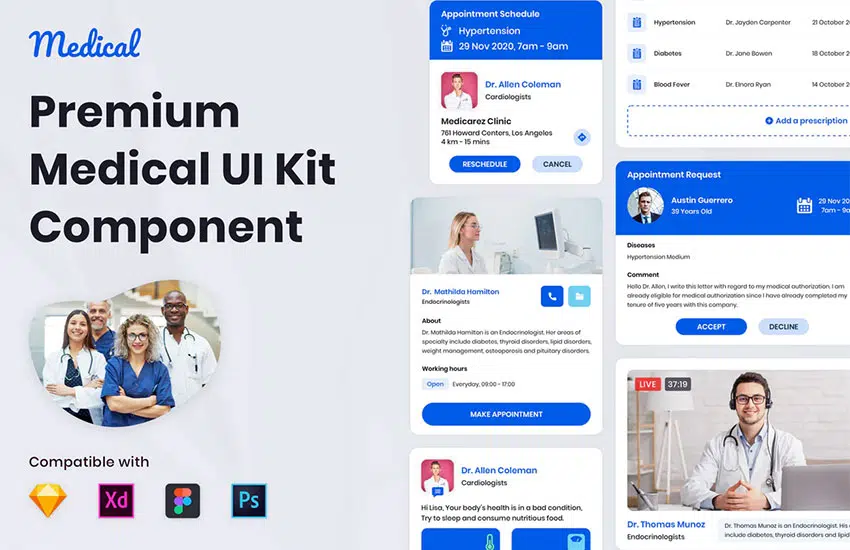 Medical
Premium
Medical UI Kit
Component
Compatible with
Xd
Ps
Appointment Schedule
Hypertension
29 Nov 2020, 7am - 9am
Dr. Allen Coleman
Cardiologists
Medicarez Clinic
761 Howard Centers, Los Angeles
4 km - 15 mins
RESCHEDULE
CANCEL
Dr. Mathilda Hamilton
Endocrinologists
About
Dr. Mathilda Hamilton is an Endocrinologist. Her areas of
specialty include diabetes, thyroid disorders, lipid disorders,
weight management, osteoporosis and pituitary disorders.
Working hours
Open Everyday, 09:00 - 17:00
MAKE APPOINTMENT
Dr. Allen Coleman
Cardiologists
Hi Lisa, Your body's health is in a bad condition,
Try to sleep and consume nutritious food.
Hypertension Dr. Jayden Carpenter 21 October
Diabetes Dr. Jane Bowen 18 October
Blood Fever Dr. Elnora Ryan 14 October
Add a prescription
Appointment Request
Austin Guerrero
39 Years Old
29 Nov
7am - 9a
Diseases
Hypertension Medium
Comment
Hello Dr. Allen, I write this letter with regard to my medical authorization. I am
already eligible for medical authorization since I have already completed my
tenure of five years with this company.
ACCEPT
DECLINE
LIVE 37:19
Dr. Thomas Munoz
Endocrinologists
Dr. Thomas Munoz is an Endocrinologist. His
include diabetes, thyroid disorders and lipid